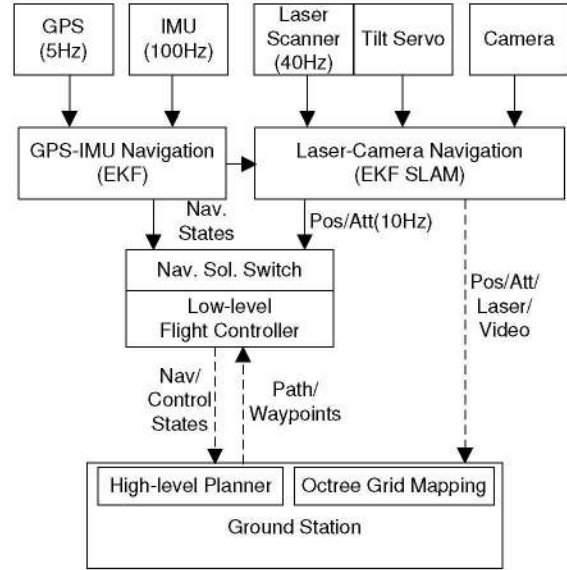 GPS
(5Hz)
IMU
(100Hz)
Laser
Scanner
(40Hz)
Tilt Servo
Camera
GPS-IMU Navigation
(EKF)
Laser-Camera Navigation
(EKF SLAM)
Nav.
States
Pos/Att(10Hz)
Nav. Sol. Switch
Low-level
Flight Controller
Pos/Att/
Laser/
Video
Nav/
Control
States
Path/
Waypoints
High-level Planner
Octree Grid Mapping
Ground Station